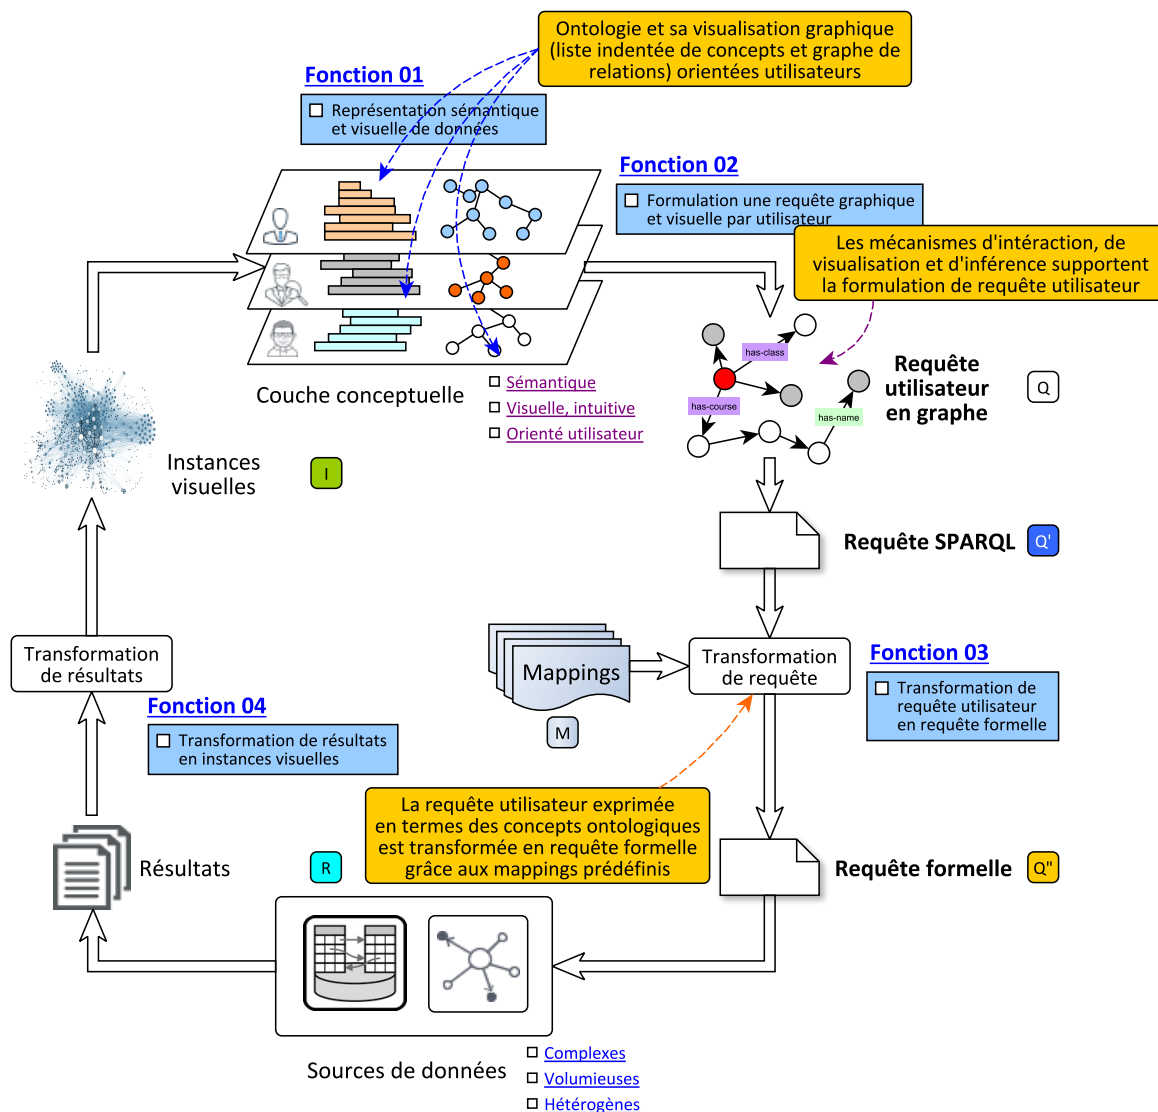 Ontologie et sa visualisation graphique
(liste indentée de concepts et graphe de
relations) orientées utilisateurs
Fonction 01
Représentation sémantique
et visuelle de données
Fonction 02
Formulation une requête graphique
et visuelle par utilisateur
Les mécanismes d'intéraction, de
visualisation et d'inférence supportent
la formulation de requête utilisateur
has-class
has-course
has-name
Requête
utilisateur
en graphe
Q
Couche conceptuelle
Sémantique
Visuelle, intuitive
Orienté utilisateur
Instances
visuelles
I
Requête SPARQL
Q'
Transformation
de résultats
Mappings
M
Transformation
de requête
Fonction 03
Transformation de
requête utilisateur
en requête formelle
Fonction 04
Transformation de résultats
en instances visuelles
La requête utilisateur exprimée
en termes des concepts ontologiques
est transformée en requête formelle
grâce aux mappings prédéfinis
Résultats
R
Requête formelle
Q"
Sources de données
Complexes
Volumieuses
Hétérogènes